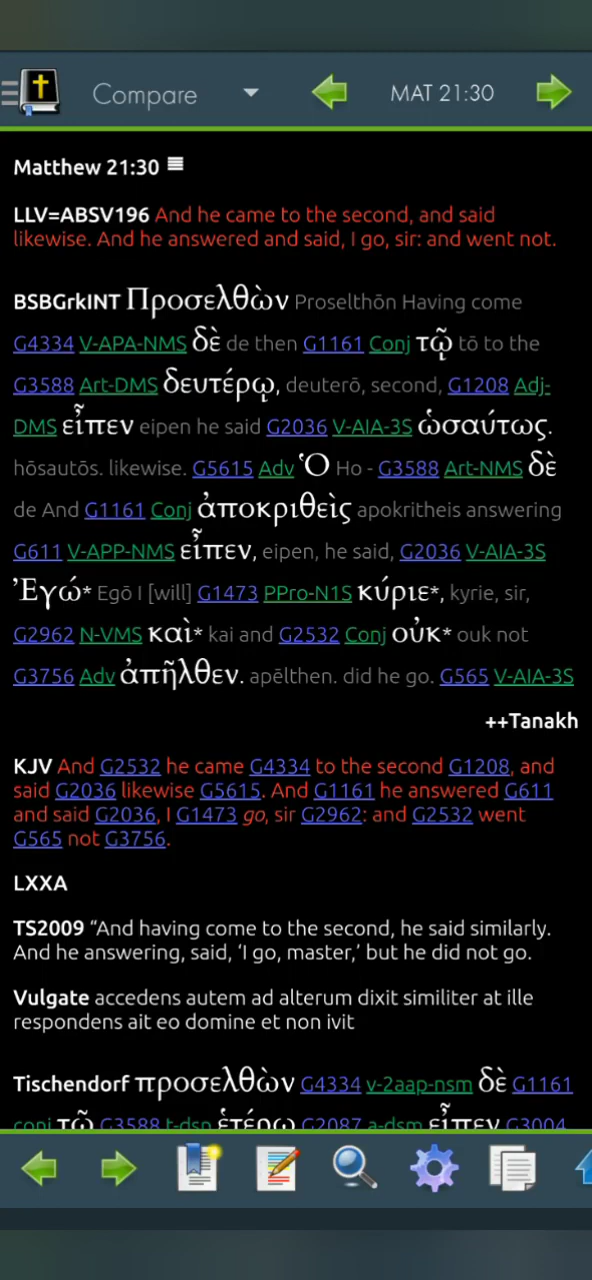 Compare
MAT 21:30
Matthew 21:30
LLV=ABSV196 And he came to the second, and said
likewise. And he answered and said, I go, sir: and went not.
BSBGrkINT Προσελθὼν Proselthōn Having come
G4334 V-APA-NMS δὲ de then G1161 Conj τῷ tō to the
G3588 Art-DMS δευτέρῳ, deuterō, second, G1208 Adj-
DMS εἶπεν eipen he said G2036 V-AIA-3S ὡσαύτως.
hōsautōs. likewise. G5615 Adv Ὁ Ho - G3588 Art-NMS δὲ
de And G1161 Conj ἀποκριθεὶς apokritheis answering
G611 V-APP-NMS εἶπεν, eipen, he said, G2036 V-AIA-3S
Ἐγώ* Egō I [will] G1473 PPro-N1S κύριε*, kyrie, sir,
G2962 N-VMS καὶ* kai and G2532 Conj οὐκ* ouk not
G3756 Adv ἀπῆλθεν. apēlthen. did he go. G565 V-AIA-3S
++Tanakh
KJV And G2532 he came G4334 to the second G1208, and
said G2036 likewise G5615. And G1161 he answered G611
and said G2036, I G1473 go, sir G2962: and G2532 went
G565 not G3756.
LXXA
TS2009 “And having come to the second, he said similarly.
And he answering, said, ‘I go, master,’ but he did not go.
Vulgate accedens autem ad alterum dixit similiter at ille
respondens ait eo domine et non ivit
Tischendorf προσελθὼν G4334 v-2aap-nsm δὲ G1161
conj τῷ G3588 t-dsn ἑτέρῳ G2087 a-dsm εἶπεν G3004